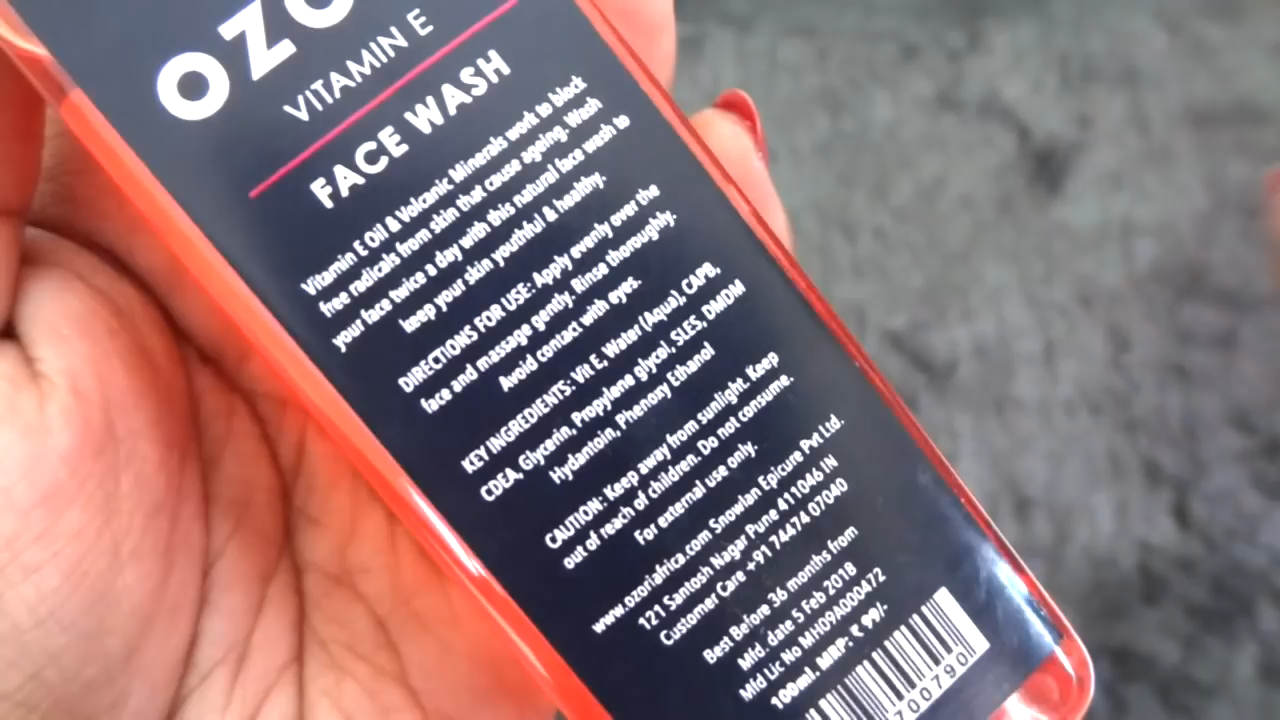 OZO
VITAMIN E
FACE WASH
Vitamin E Oil & Volcanic Minerals work to block
free radicals from skin that cause ageing. Wash
your face twice a day with this natural face wash to
keep your skin youthful & healthy.
DIRECTIONS FOR USE: Apply evenly over the
face and massage gently. Rinse thoroughly.
Avoid contact with eyes.
KEY INGREDIENTS: Vit E, Water (Aqua), CAPB,
CDEA, Glycerin, Propylene glycol, SLES, DMDM
Hydantoin, Phenoxy Ethanol
CAUTION: Keep away from sunlight. Keep
out of reach of children. Do not consume.
For external use only.
www.ozoriafrica.com Snowlan Epicure Pvt Ltd.
121 Santosh Nagar Pune 411046 IN
Customer Care +91 74474 07040
Best Before 36 months from
Mfd. date 5 Feb 2018
Mfd Lic No MH09A000472
100ml. MRP: ₹ 99/-
700790